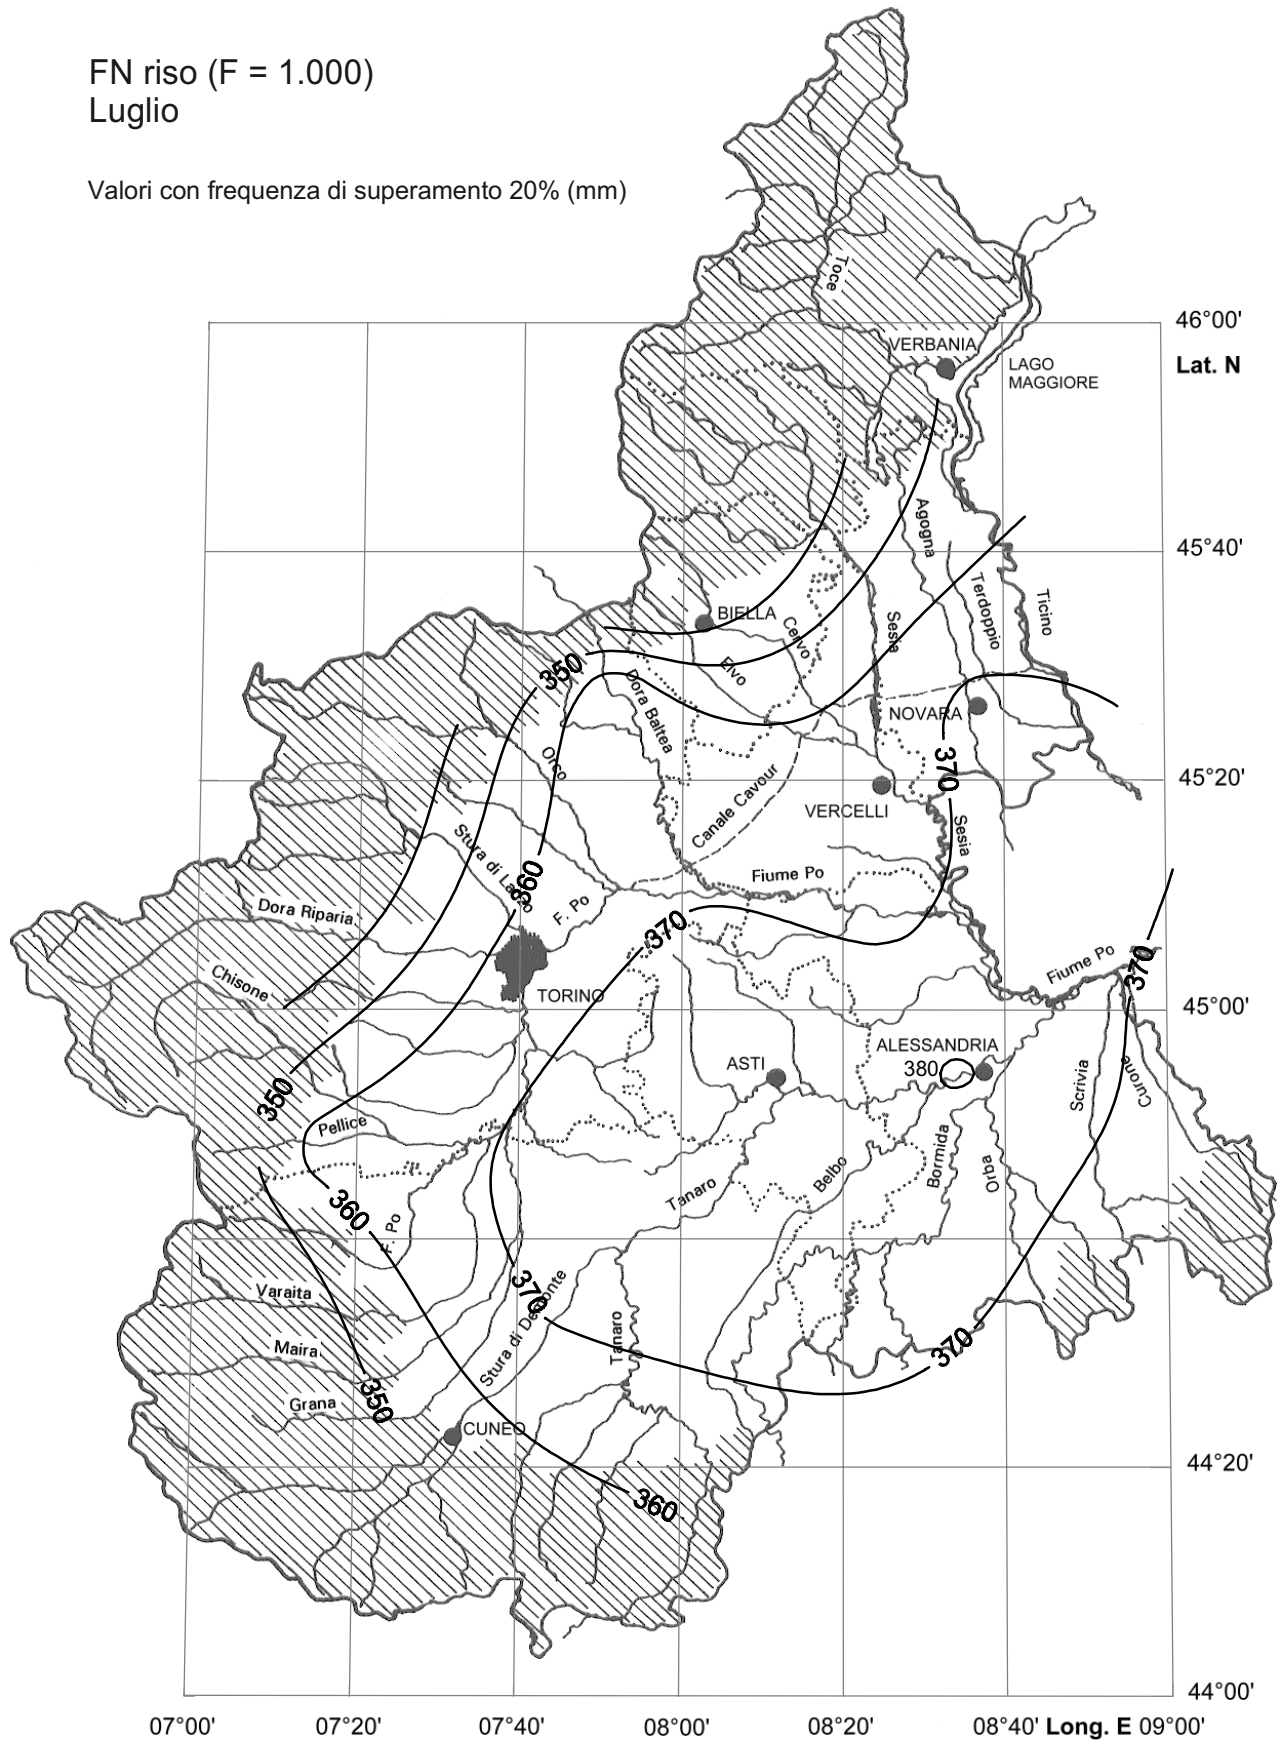 FN riso (F = 1.000)
Luglio
Valori con frequenza di superamento 20% (mm)
Toce
46°00'
VERBANIA
LAGO
MAGGIORE
Lat. N
Agogna
45°40'
Terdoppio
Ticino
BIELLA
Cervo
Sesia
Elvo
350
Dora Baltea
NOVARA
Orso
370
45°20'
Canale Cavour
VERCELLI
Stura di Lanzo
Sesia
360
Fiume Po
Dora Riparia
F. Po
370
Chisone
Fiume Po
370
TORINO
45°00'
ALESSANDRIA
ASTI
380
Scrivia
Curone
350
Pellice
Bormida
Orba
Belbo
Tanaro
360
F. Po
370
Varaita
Stura di Demonte
Tanaro
Maira
370
350
Grana
CUNEO
44°20'
360
44°00'
07°00'
07°20'
07°40'
08°00'
08°20'
08°40'
Long. E
09°00'